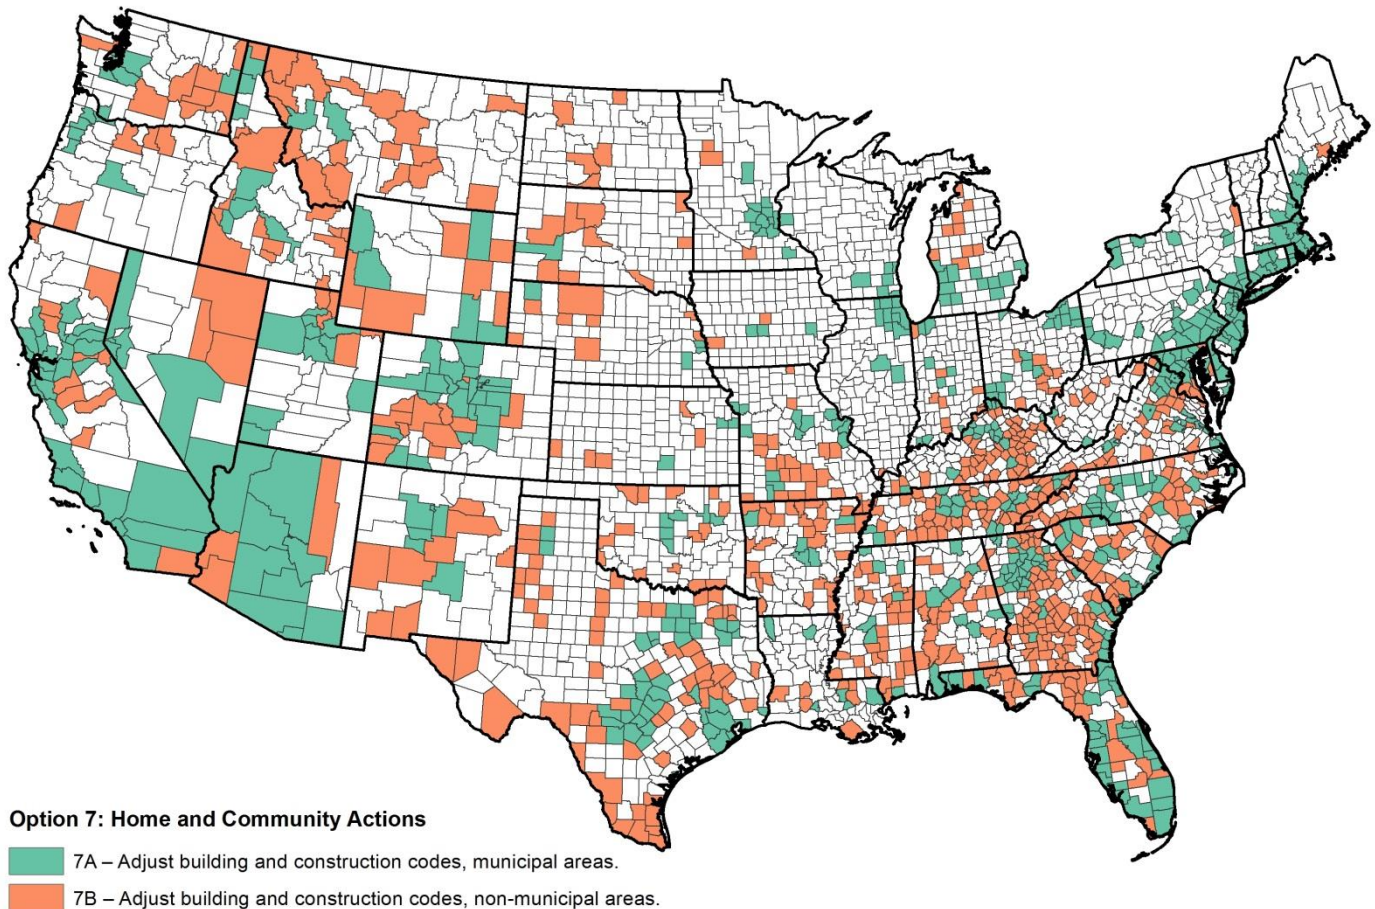 Option 7: Home and Community Actions
7A – Adjust building and construction codes, municipal areas.
7B – Adjust building and construction codes, non-municipal areas.